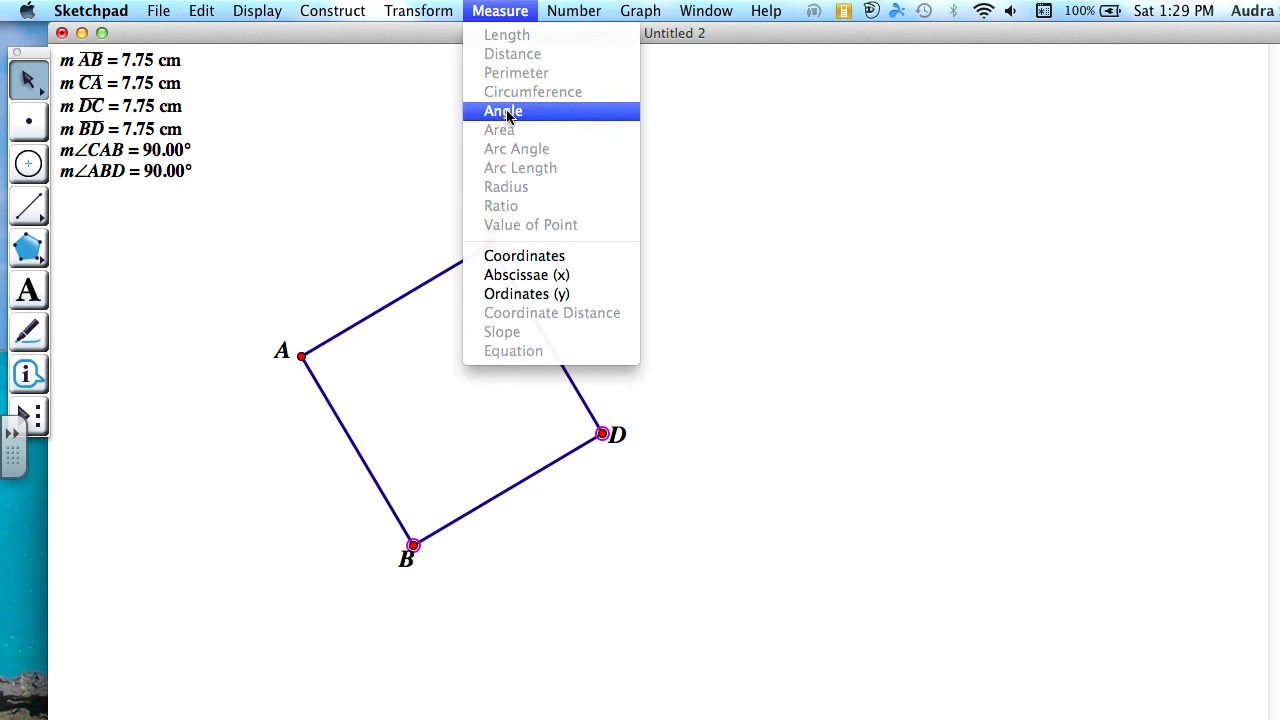 Sketchpad File Edit Display Construct Transform Measure Number Graph Window Help 100% Sat 1:29 PM Audra
Untitled 2
m AB = 7.75 cm
m CA = 7.75 cm
m DC = 7.75 cm
m BD = 7.75 cm
m∠CAB = 90.00°
m∠ABD = 90.00°
Length
Distance
Perimeter
Circumference
Angle
Area
Arc Angle
Arc Length
Radius
Ratio
Value of Point
Coordinates
Abscissae (x)
Ordinates (y)
Coordinate Distance
Slope
Equation
A
A
D
B